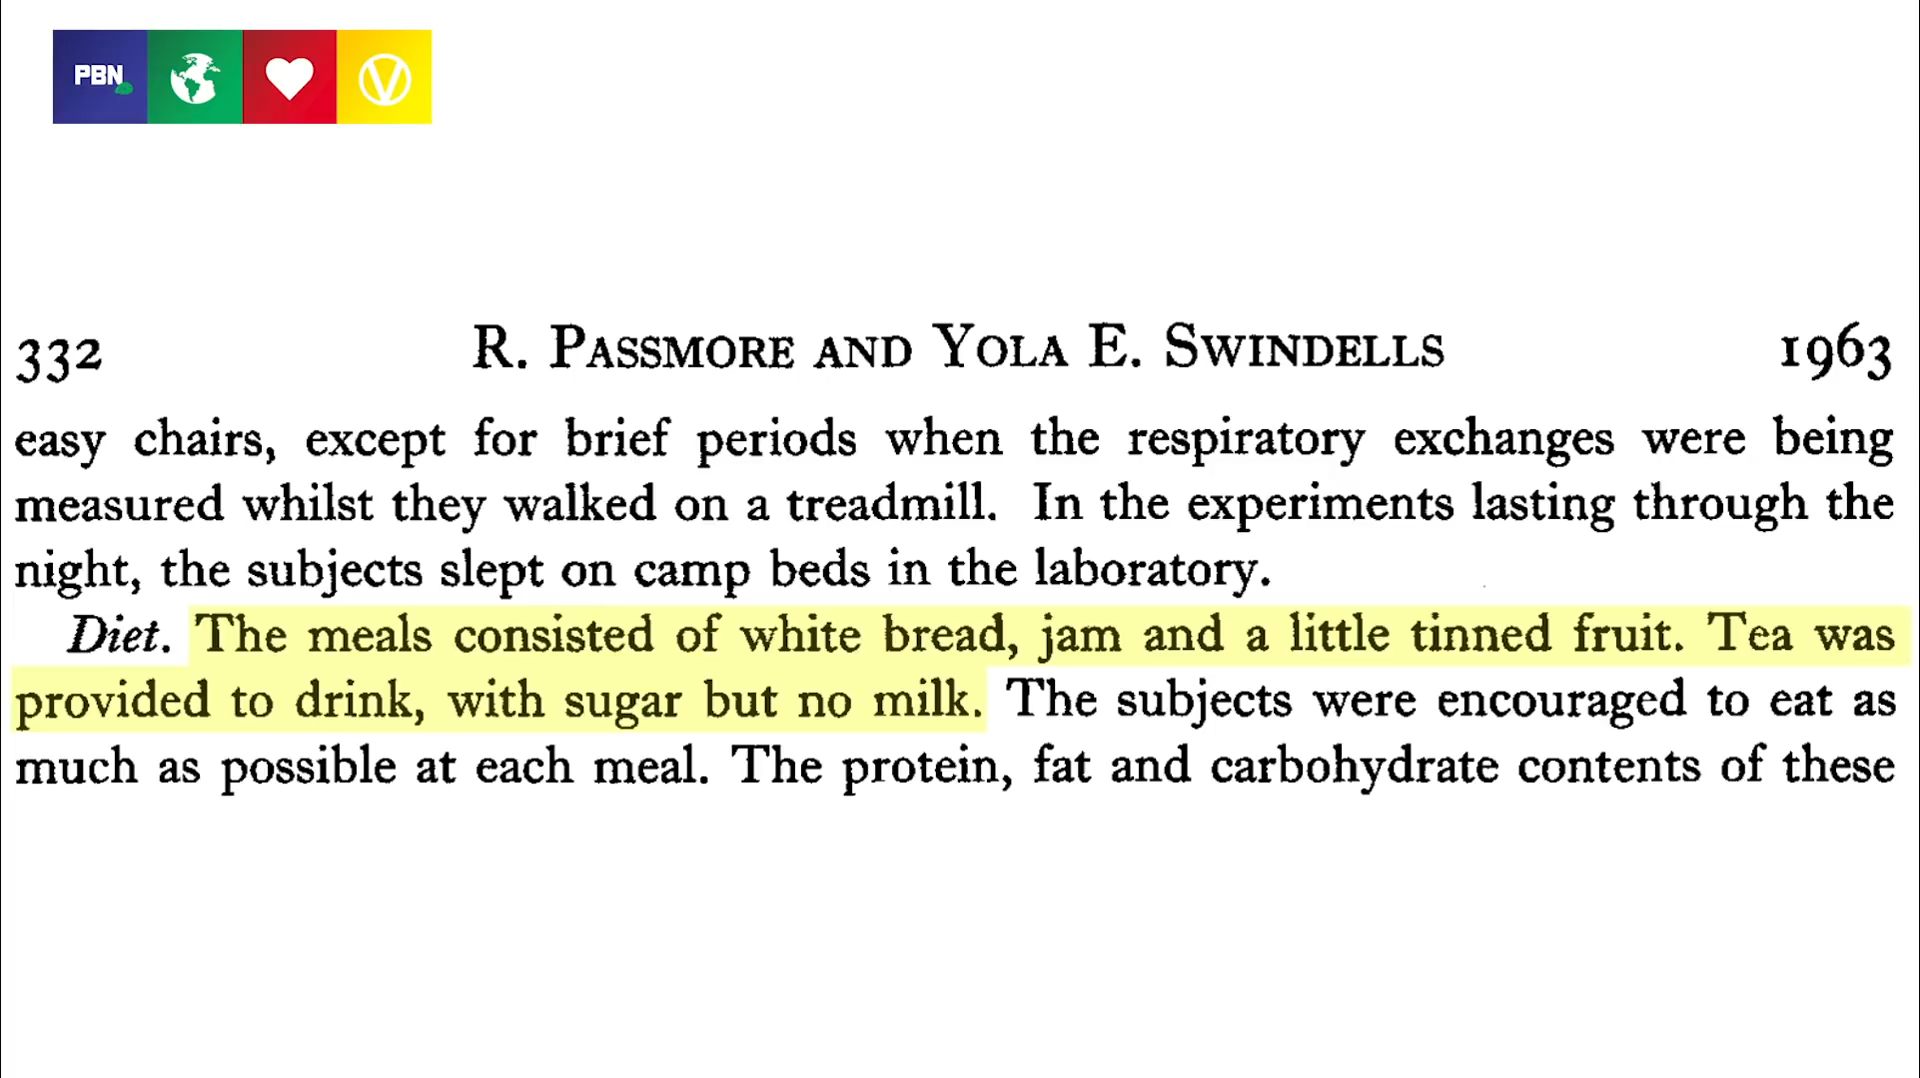 PBN
332 R. PASSMORE AND YOLA E. SWINDELLS 1963
easy chairs, except for brief periods when the respiratory exchanges were being
measured whilst they walked on a treadmill. In the experiments lasting through the
night, the subjects slept on camp beds in the laboratory.
Diet. The meals consisted of white bread, jam and a little tinned fruit. Tea was
provided to drink, with sugar but no milk. The subjects were encouraged to eat as
much as possible at each meal. The protein, fat and carbohydrate contents of these